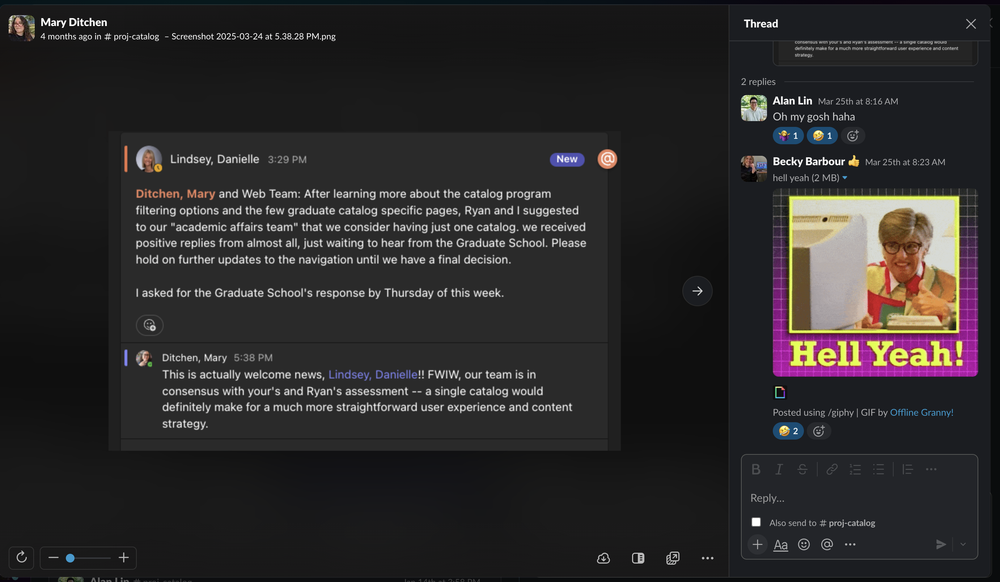 Mary Ditchen
4 months ago in # proj-catalog – Screenshot 2025-03-24 at 5.38.28 PM.png
Lindsey, Danielle 3:29 PM
New
@
Ditchen, Mary and Web Team: After learning more about the catalog program
filtering options and the few graduate catalog specific pages, Ryan and I suggested
to our "academic affairs team" that we consider having just one catalog. we received
positive replies from almost all, just waiting to hear from the Graduate School. Please
hold on further updates to the navigation until we have a final decision.
I asked for the Graduate School's response by Thursday of this week.
Ditchen, Mary 5:38 PM
This is actually welcome news, Lindsey, Danielle!! FWIW, our team is in
consensus with your's and Ryan's assessment -- a single catalog would
definitely make for a much more straightforward user experience and content
strategy.
Thread
consensus with your's and Ryan's assessment -- a single catalog would
definitely make for a much more straightforward user experience and content
strategy.
2 replies
Alan Lin Mar 25th at 8:16 AM
Oh my gosh haha
1 1
Becky Barbour 👍 Mar 25th at 8:23 AM
hell yeah (2 MB)
Hell Yeah!
Posted using /giphy | GIF by Offline Granny!
2
B I S
Reply...
Also send to # proj-catalog
Aa @
Alan Lin # proj-catalog
Jan 14th at 3:58 PM